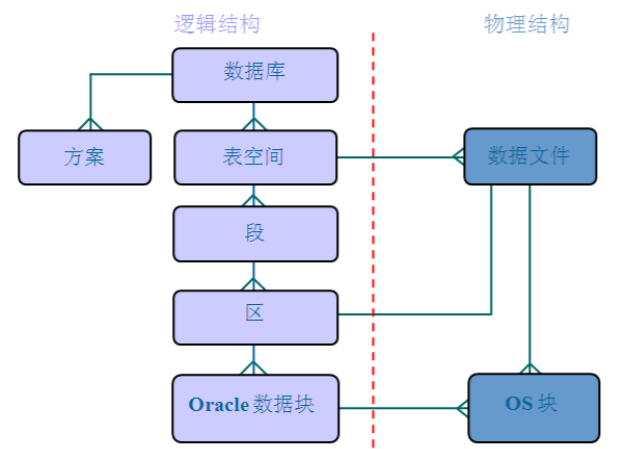 逻辑结构
物理结构
数据库
方案
表空间
数据文件
段
区
Oracle 数据块
OS 块